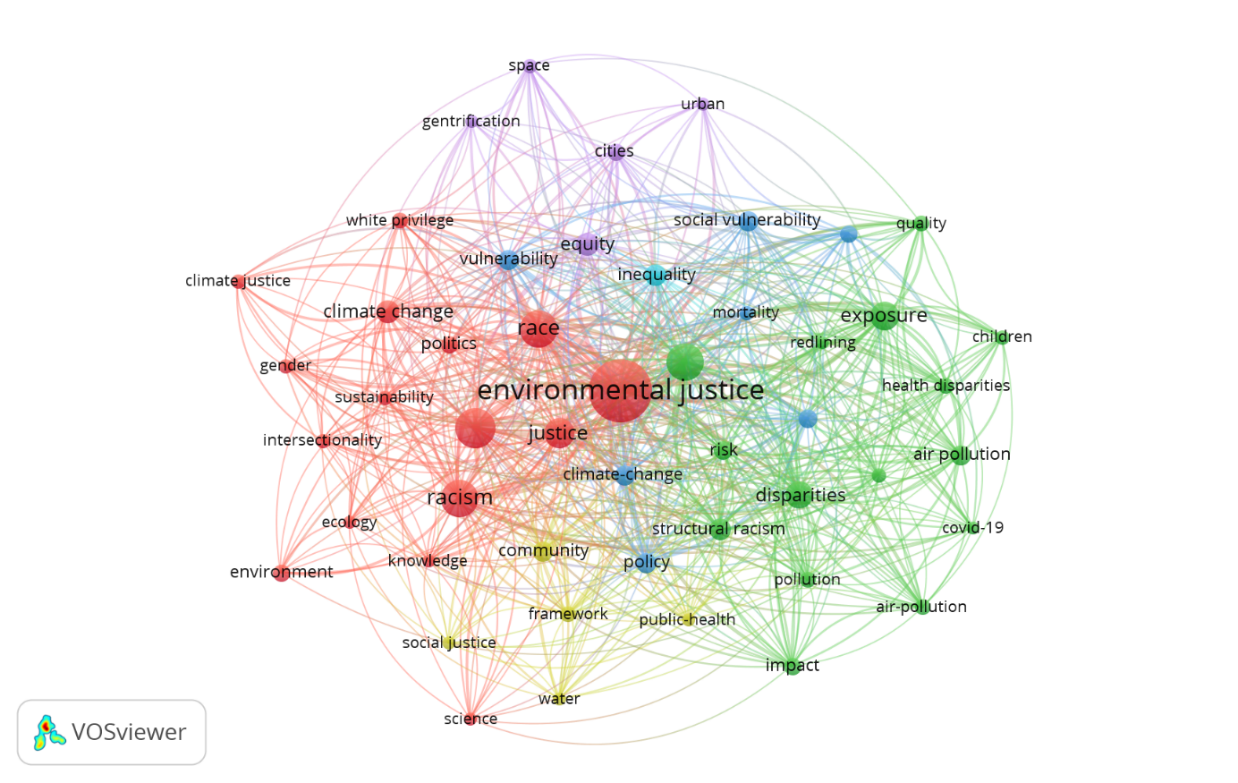 space
urban
gentrification
cities
white privilege
social vulnerability
quality
equity
vulnerability
inequality
climate justice
climate change
mortality
exposure
race
politics
redlining
children
gender
health disparities
environmental justice
sustainability
intersectionality
justice
risk
air pollution
climate-change
racism
disparities
ecology
structural racism
covid-19
community
knowledge
policy
environment
pollution
air-pollution
framework
public-health
social justice
impact
water
science
VOSviewer